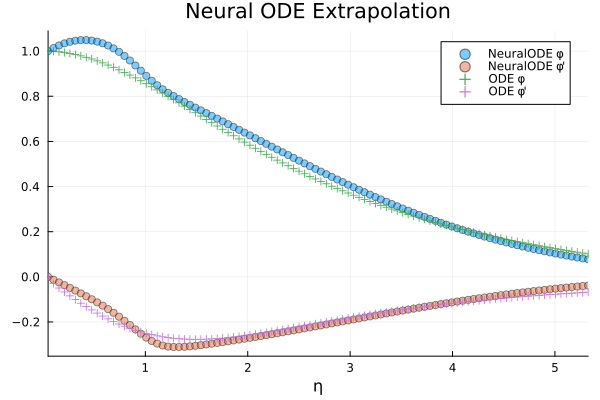 Neural ODE Extrapolation
NeuralODE φ
NeuralODE φ'
ODE φ
ODE φ'
1.0
0.8
0.6
0.4
0.2
0.0
−0.2
1 2 3 4 5
η